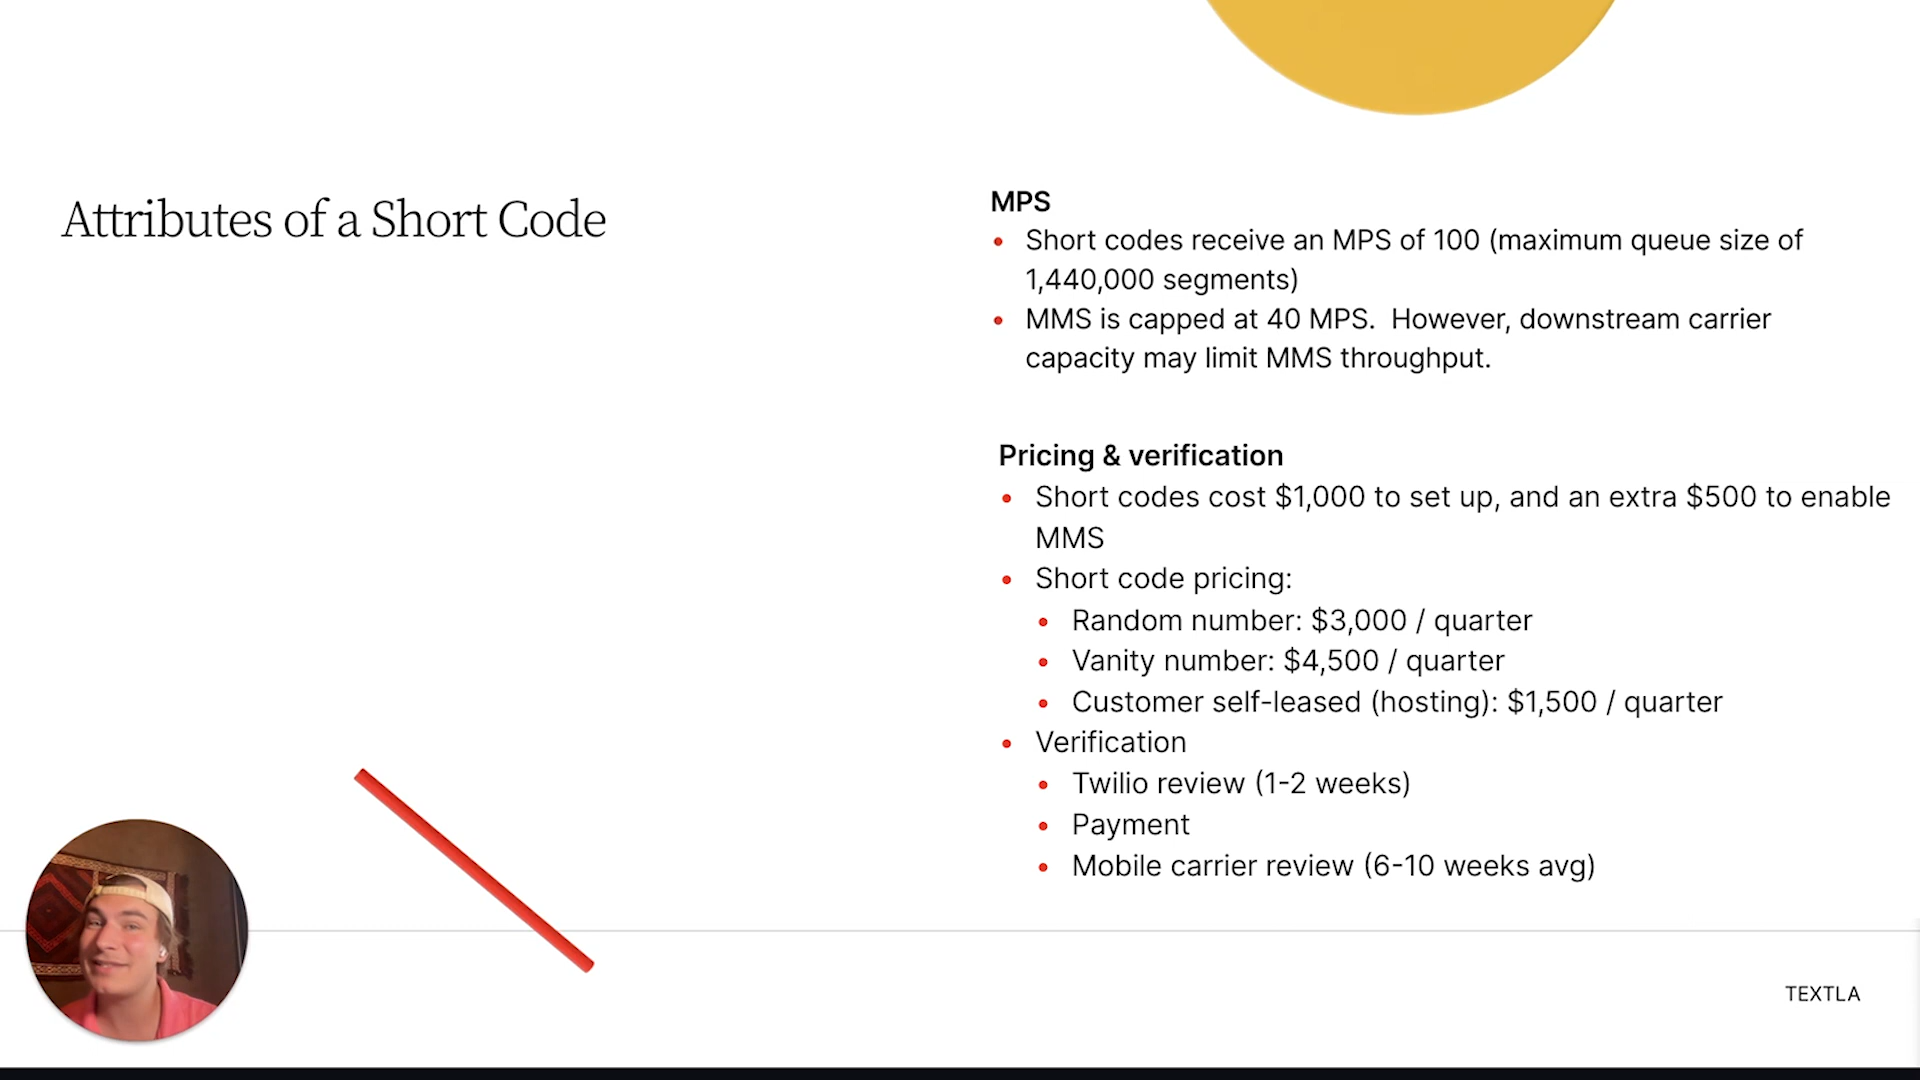 Attributes of a Short Code
MPS
Short codes receive an MPS of 100 (maximum queue size of
1,440,000 segments)
MMS is capped at 40 MPS.  However, downstream carrier
capacity may limit MMS throughput.
Pricing & verification
Short codes cost $1,000 to set up, and an extra $500 to enable
MMS
Short code pricing:
Random number: $3,000 / quarter
Vanity number: $4,500 / quarter
Customer self-leased (hosting): $1,500 / quarter
Verification
Twilio review (1-2 weeks)
Payment
Mobile carrier review (6-10 weeks avg)
TEXTLA